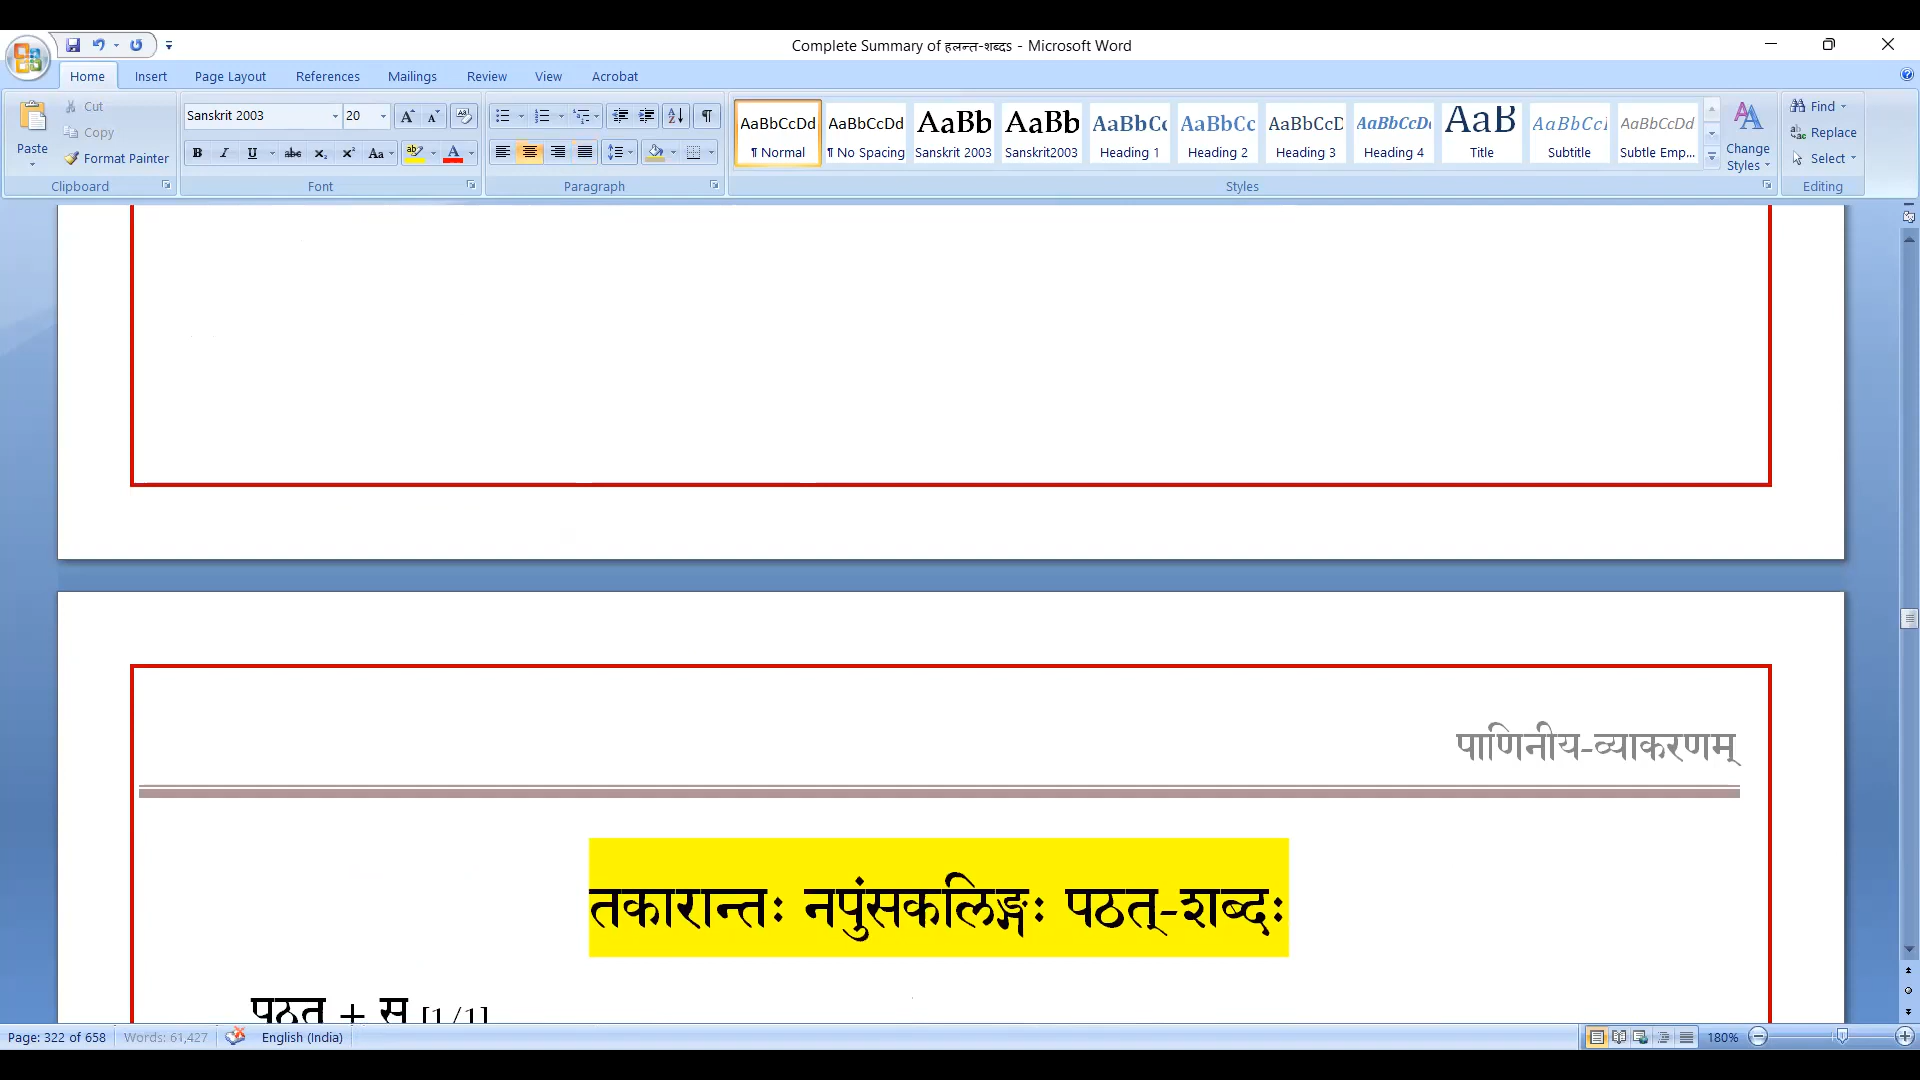 Complete Summary of हलन्त-शब्दs - Microsoft Word
Home Insert Page Layout References Mailings Review View Acrobat
Paste
Cut
Copy
Format Painter
Clipboard
Sanskrit 2003 20
Font
Paragraph
AaBbCcDd AaBbCcDd AaBb AaBb AaBbCc AaBbCc AaBbCcD AaBbCcDd AaB AaBbCcI AaBbCcDd
¶ Normal ¶ No Spacing Sanskrit 2003 Sanskrit2003 Heading 1 Heading 2 Heading 3 Heading 4 Title Subtitle Subtle Emp...
Change Styles
Styles
Find
Replace
Select
Editing
पाणिनीय-व्याकरणम्
तकारान्तः नपुंसकलिङ्गः पठत्-शब्दः
[1/1]
Page: 322 of 658 Words: 61,427 English (India) 180%